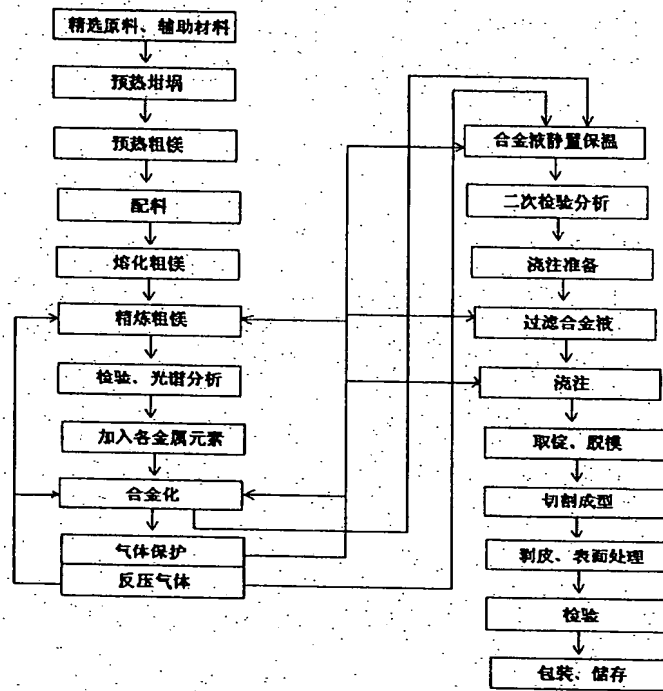 精选原料、辅助材料
预热坩埚
预热粗镁
配料
熔化粗镁
精炼粗镁
检验、光谱分析
加入各金属元素
合金化
气体保护
反压气体
合金液静置保温
二次检验分析
浇注准备
过滤合金液
浇注
取锭、脱模
切削成型
剥皮、表面处理
检验
包装、储存